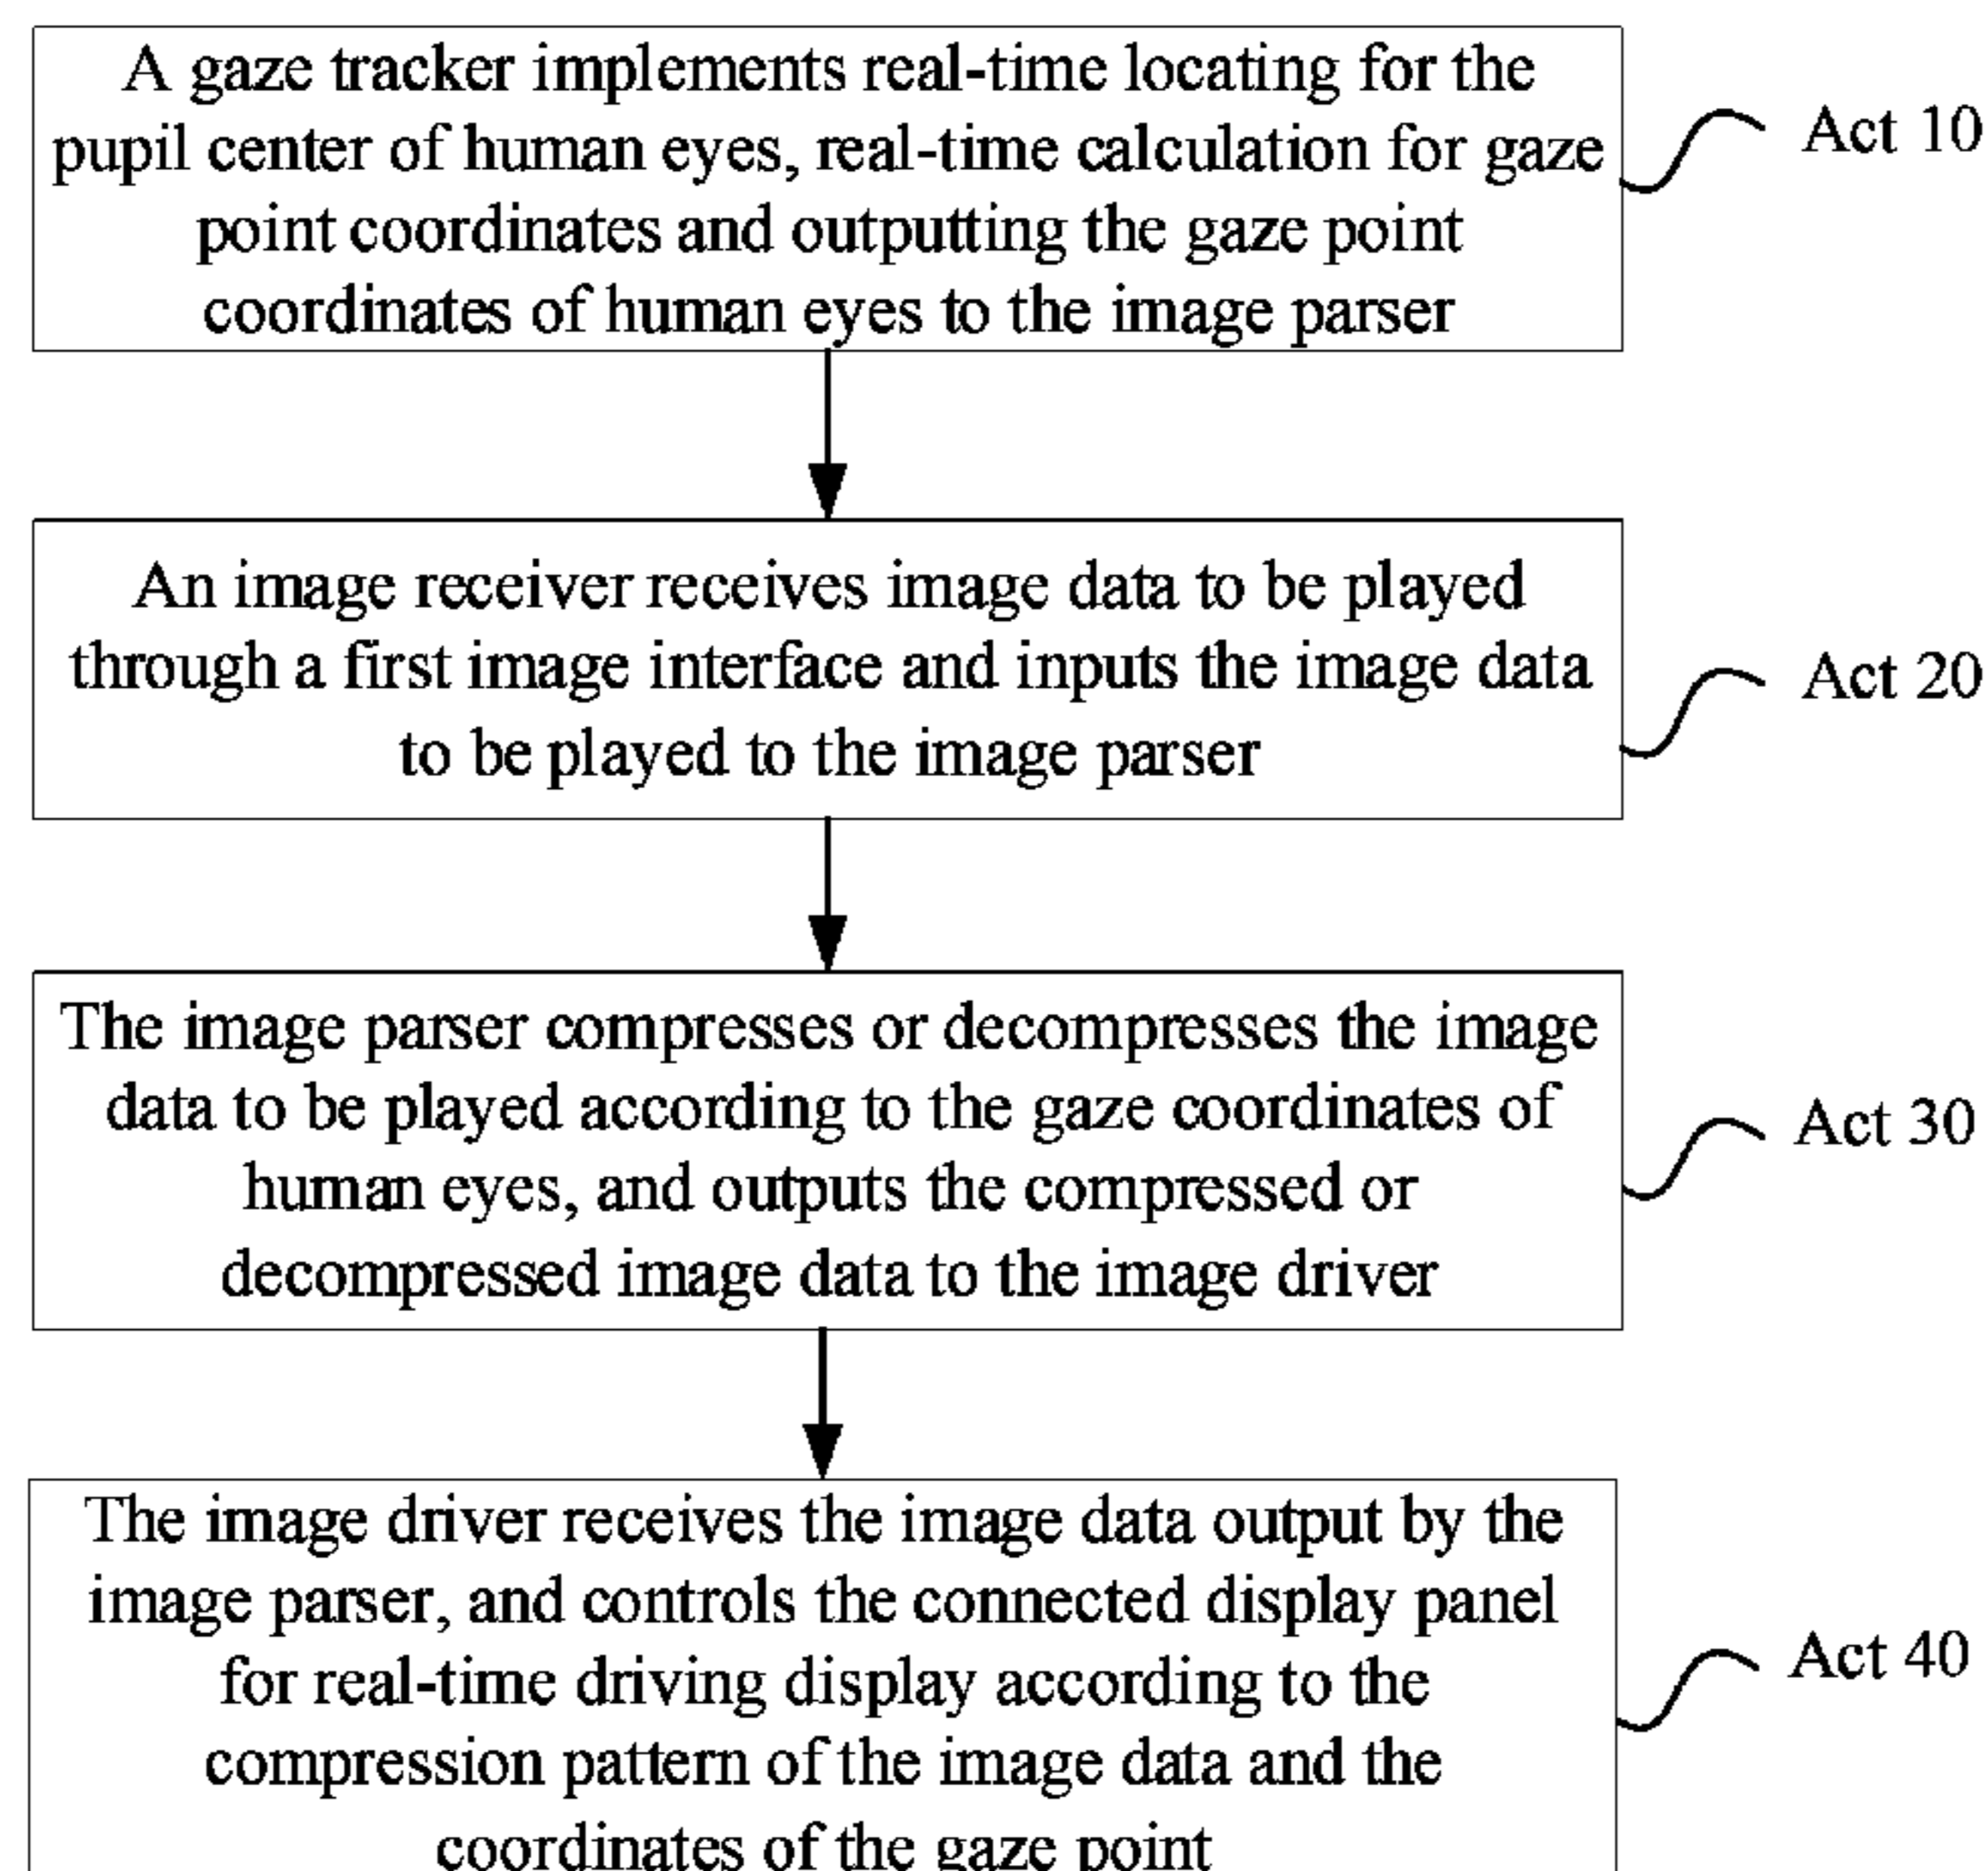 A gaze tracker implements real-time locating for the
pupil center of human eyes, real-time calculation for gaze
point coordinates and outputting the gaze point
coordinates of human eyes to the image parser
Act 10
An image receiver receives image data to be played
through a first image interface and inputs the image data
to be played to the image parser
Act 20
The image parser compresses or decompresses the image
data to be played according to the gaze coordinates of
human eyes, and outputs the compressed or
decompressed image data to the image driver
Act 30
The image driver receives the image data output by the
image parser, and controls the connected display panel
for real-time driving display according to the
compression pattern of the image data and the
coordinates of the gaze point
Act 40